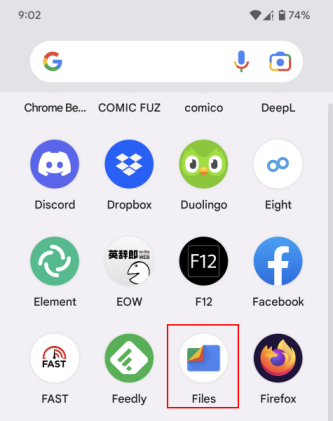 9:02
74%
G
Chrome Be... COMIC FUZ comico DeepL
Discord Dropbox Duolingo Eight
英辞郎 on the WEB
F12
Element EOW F12 Facebook
FAST
FAST Feedly Files Firefox